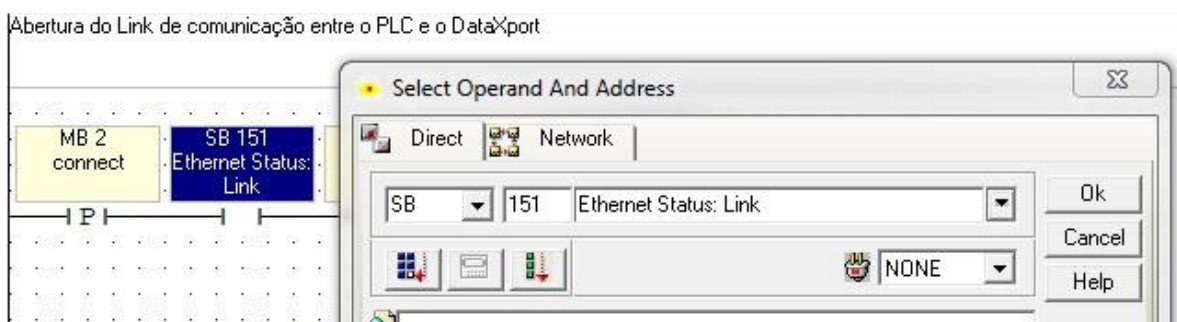 Abertura do Link de comunicação entre o PLC e o DataXport
Select Operand And Address
Direct
Network
MB 2
connect
SB 151
Ethernet Status:
Link
P
SB
151
Ethernet Status: Link
Ok
Cancel
NONE
Help